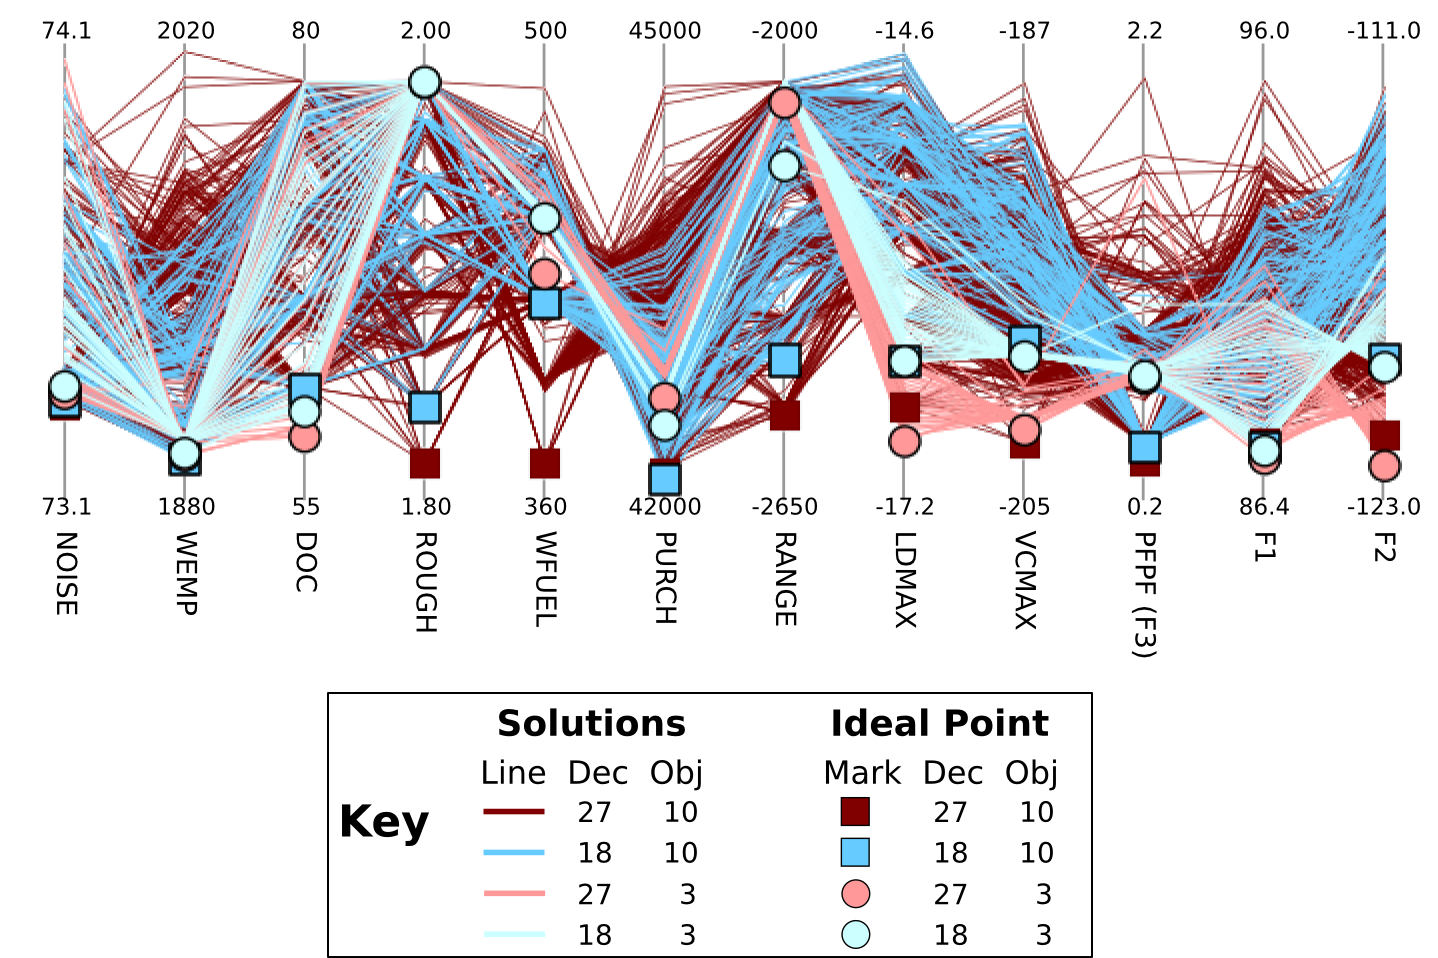 74.1 2020 80 2.00 500 45000 -2000 -14.6 -187 2.2 96.0 -111.0
73.1 1880 55 1.80 360 42000 -2650 -17.2 -205 0.2 86.4 -123.0
NOISE
WEMP
DOC
ROUGH
WFUEL
PURCH
RANGE
LDMAX
VCMAX
PFPF (F3)
F1
F2
Solutions Ideal Point
Line Dec Obj Mark Dec Obj
Key
27 10 27 10
18 10 18 10
27 3 27 3
18 3 18 3